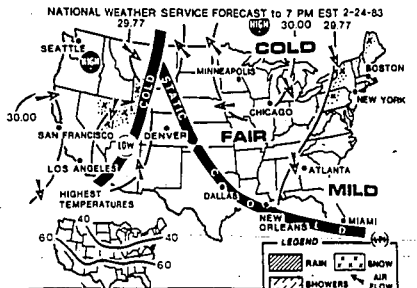 NATIONAL WEATHER SERVICE FORECAST to 7 PM EST 2-24-83
29.77
HIGH
30.00
29.77
SEATTLE
HIGH
COLD
MINNEAPOLIS
BOSTON
NEW YORK
COLD
STATIC
CHICAGO
30.00
SAN FRANCISCO
LOW
DENVER
FAIR
LOS ANGELES
ATLANTA
HIGHEST
TEMPERATURES
DALLAS
COLD
MILD
NEW
ORLEANS
MIAMI
40
40
60
60
LEGEND
RAIN
SNOW
SHOWERS
AIR
FLOW